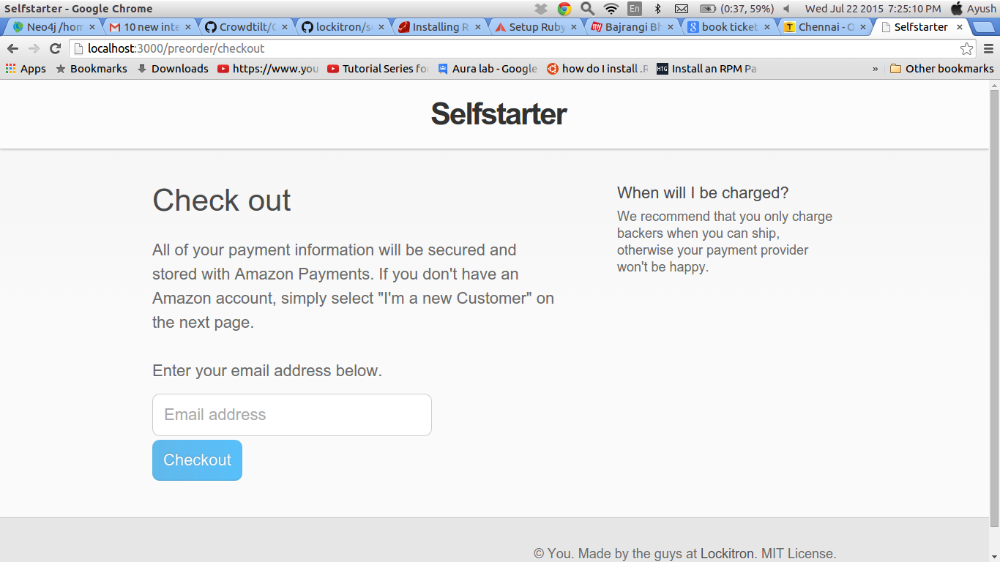 Selfstarter - Google Chrome
En
(0:37, 59%)
Wed Jul 22 2015 7:25:10 PM
Ayush
Neo4j /hom
10 new inte
Crowdtilt/C
lockitron/se
Installing R
Setup Ruby
Bajrangi Bh
book ticket
Chennai - O
Selfstarter
localhost:3000/preorder/checkout
Apps
Bookmarks
Downloads
https://www.you
Tutorial Series for
Aura lab - Google
how do I install .R
HTG
Install an RPM Pa
»
Other bookmarks
Selfstarter
Check out
All of your payment information will be secured and
stored with Amazon Payments. If you don't have an
Amazon account, simply select "I'm a new Customer" on
the next page.
Enter your email address below.
Email address
Checkout
When will I be charged?
We recommend that you only charge
backers when you can ship,
otherwise your payment provider
won't be happy.
© You. Made by the guys at Lockitron. MIT License.